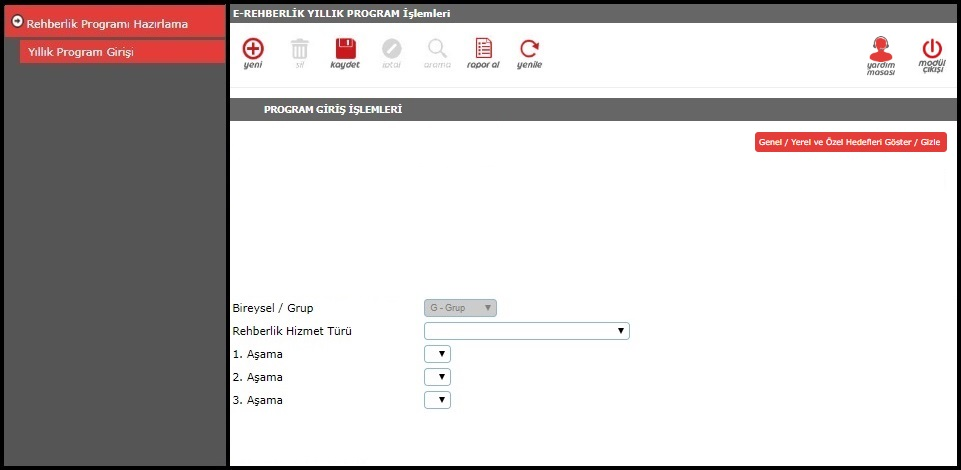 Rehberlik Programı Hazırlama
Yıllık Program Girişi
E-REHBERLİK YILLIK PROGRAM İşlemleri
yeni sil kaydet iptal arama rapor al yenile yardım masası modül çıkışı
PROGRAM GİRİŞ İŞLEMLERİ
Genel / Yerel ve Özel Hedefleri Göster / Gizle
Bireysel / Grup G - Grup
Rehberlik Hizmet Türü
1. Aşama
2. Aşama
3. Aşama